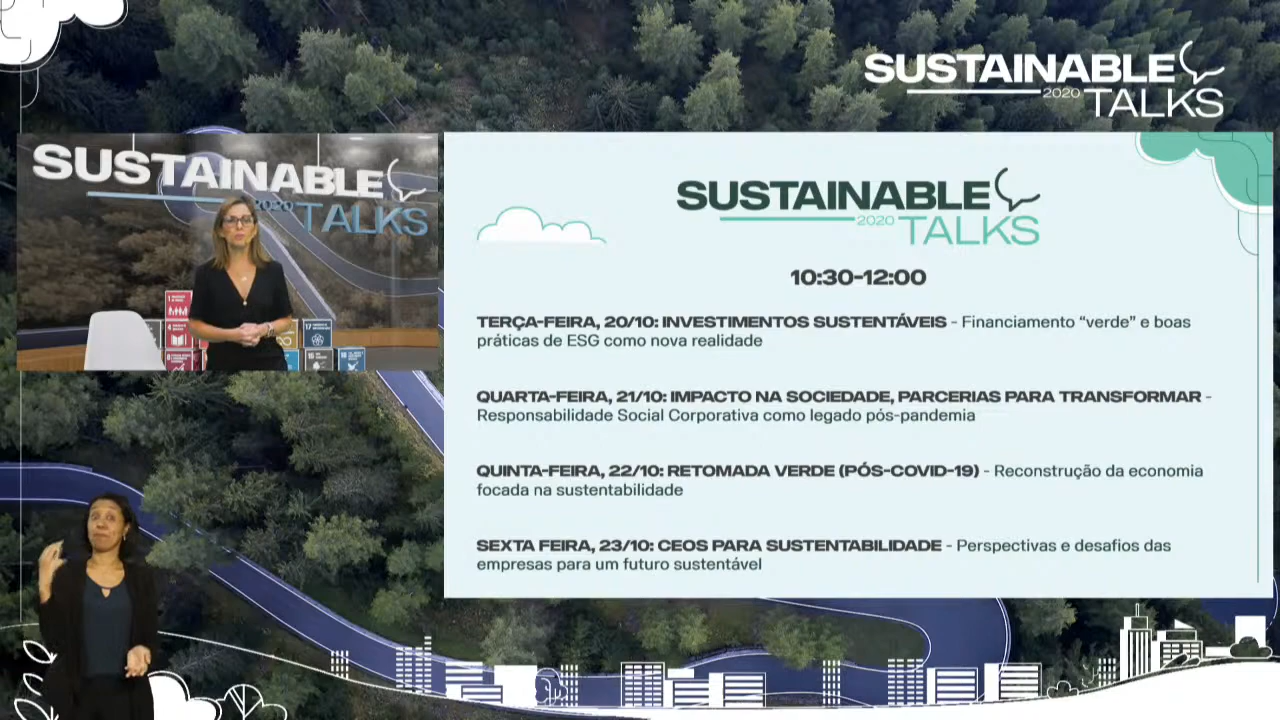 SUSTAINABLE
2020 TALKS
SUSTAINABLE
2020 TALKS
SUSTAINABLE
2020 TALKS
10:30-12:00
TERÇA-FEIRA, 20/10: INVESTIMENTOS SUSTENTÁVEIS - Financiamento “verde” e boas
práticas de ESG como nova realidade
QUARTA-FEIRA, 21/10: IMPACTO NA SOCIEDADE, PARCERIAS PARA TRANSFORMAR -
Responsabilidade Social Corporativa como legado pós-pandemia
QUINTA-FEIRA, 22/10: RETOMADA VERDE (PÓS-COVID-19) - Reconstrução da economia
focada na sustentabilidade
SEXTA FEIRA, 23/10: CEOS PARA SUSTENTABILIDADE - Perspectivas e desafios das
empresas para um futuro sustentável